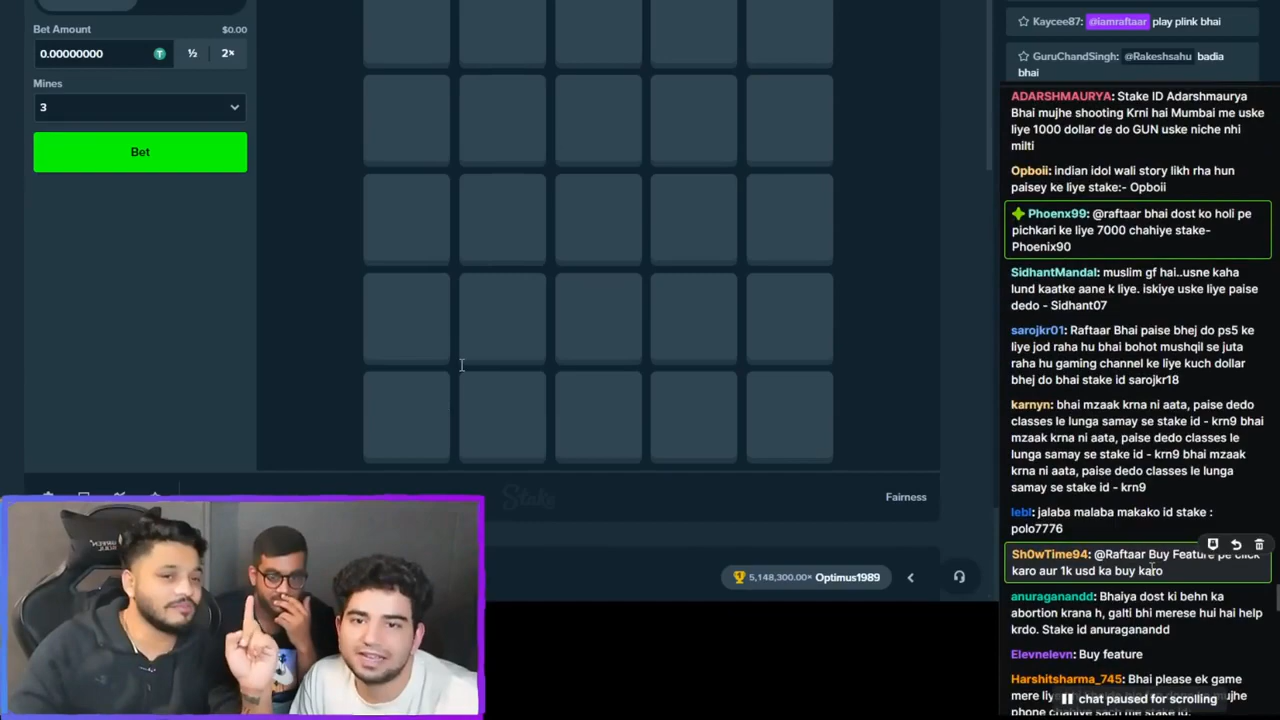 Bet Amount
$0.00
0.00000000
½
2×
Mines
3
Bet
Stake
Fairness
5,148,300.00× Optimus1989
Kaycee87: @iamraftaar play plink bhai
GuruChandSingh: @Rakeshsahu badia
bhai
ADARSHMAURYA: Stake ID Adarshmaurya
Bhai mujhe shooting Krni hai Mumbai me uske
liye 1000 dollar de do GUN uske niche nhi
milti
Opboii: indian idol wali story likh rha hun
paisey ke liye stake:- Opboii
Phoenx99: @raftaar bhai dost ko holi pe
pichkari ke liye 7000 chahiye stake-
Phoenix90
SidhantMandal: muslim gf hai..usne kaha
lund kaatke aane k liye. iskiye uske liye paise
dedo - Sidhant07
sarojkr01: Raftaar Bhai paise bhej do ps5 ke
liye jod raha hu bhai bohot mushqil se juta
raha hu gaming channel ke liye kuch dollar
bhej do bhai stake id sarojkr18
karnyn: bhai mzaak krna ni aata, paise dedo
classes le lunga samay se stake id - krn9 bhai
mzaak krna ni aata, paise dedo classes le
lunga samay se stake id - krn9 bhai mzaak
krna ni aata, paise dedo classes le lunga
samay se stake id - krn9
lebl: jalaba malaba makako id stake :
polo7776
Sh0wTime94: @Raftaar Buy Feature pe click
karo aur 1k usd ka buy karo
anuraganandd: Bhaiya dost ki behn ka
abortion krana h, galti bhi merese hui hai help
krdo. Stake id anuraganandd
Elevnelevn: Buy feature
Harshitsharma_745: Bhai please ek game
mere
chat paused for scrolling
mujhe